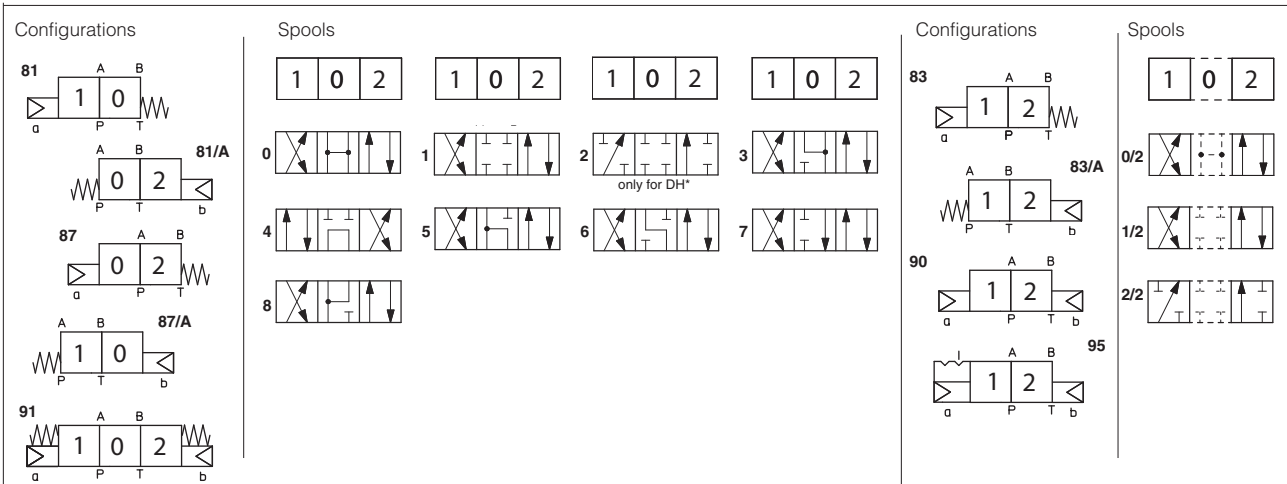 Configurations
Spools
Configurations
Spools
81
A B
1 0
a P T
81/A
A B
0 2
P T b
87
A B
0 2
a P T
87/A
A B
1 0
P T b
91
A B
1 0 2
a P T b
1 0 2
1 0 2
1 0 2
1 0 2
0
1
2
only for DH*
3
4
5
6
7
8
83
A B
1 2
a P T
83/A
A B
1 2
P T b
90
A B
1 2
a P T b
95
A B
1 2
a P T b
1 0 2
0/2
1/2
2/2